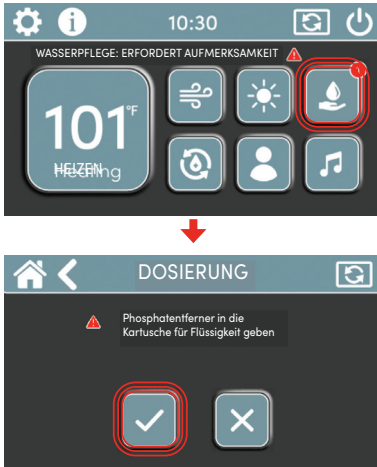 10:30
WASSERPFLEGE: ERFORDERT AUFMERKSAMKEIT
101°F
HEIZEN
Heating
DOSIERUNG
Phosphatentferner in die
Kartusche für Flüssigkeit geben